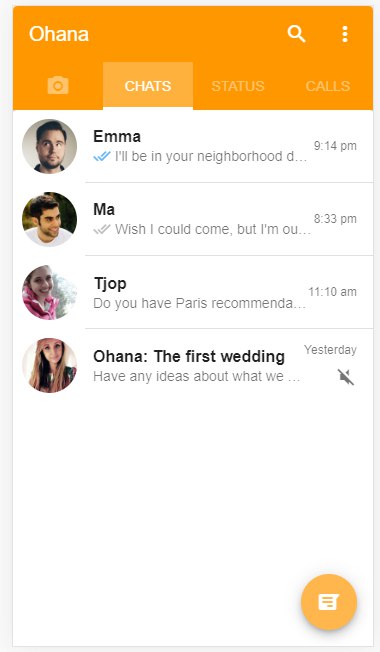 Ohana
CHATS STATUS CALLS
Emma
I'll be in your neighborhood d... 9:14 pm
Ma
Wish I could come, but I'm ou... 8:33 pm
Tjop
Do you have Paris recommenda... 11:10 am
Ohana: The first wedding Yesterday
Have any ideas about what we ...